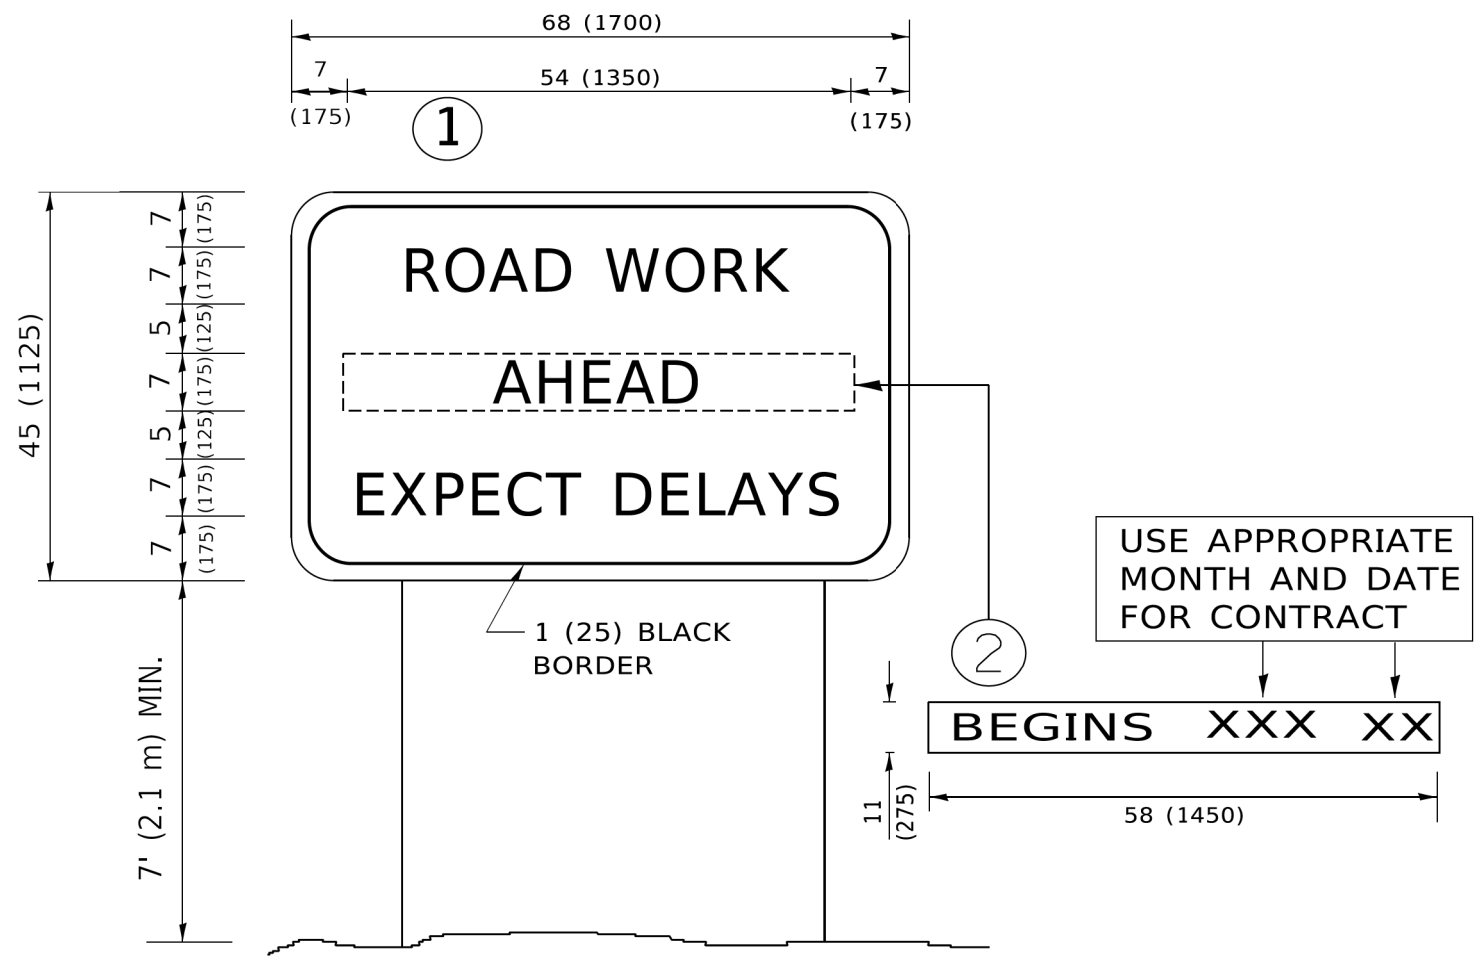 68 (1700)
7
54 (1350)
7
(175)
(175)
1
7
(175)
7
(175)
5
(125)
7
(175)
5
(125)
7
(175)
7
(175)
45 (1125)
ROAD WORK
AHEAD
EXPECT DELAYS
1 (25) BLACK
BORDER
7' (2.1 m) MIN.
2
USE APPROPRIATE
MONTH AND DATE
FOR CONTRACT
BEGINS XXX XX
11
(275)
58 (1450)